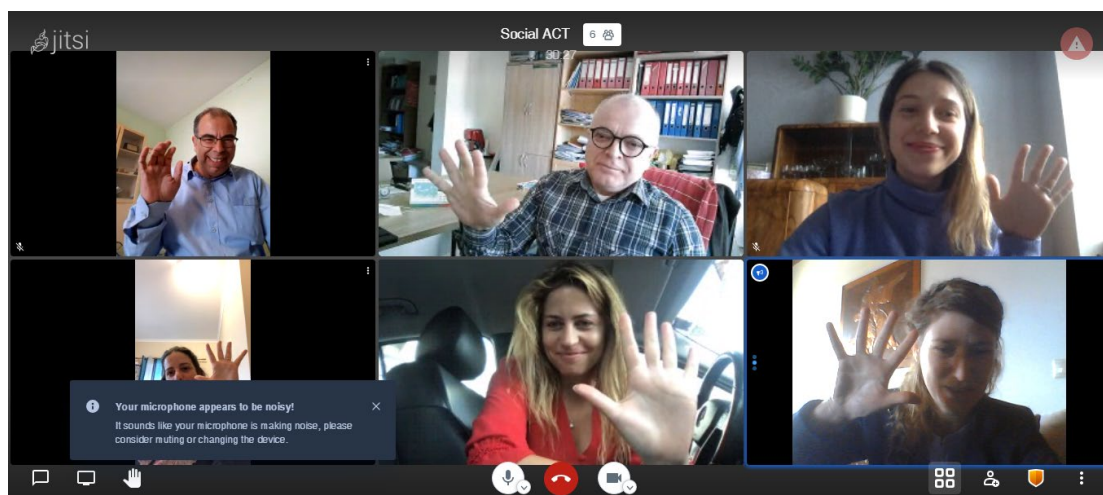 jitsi
Social ACT 6
30:27
Your microphone appears to be noisy!
It sounds like your microphone is making noise, please
consider muting or changing the device.